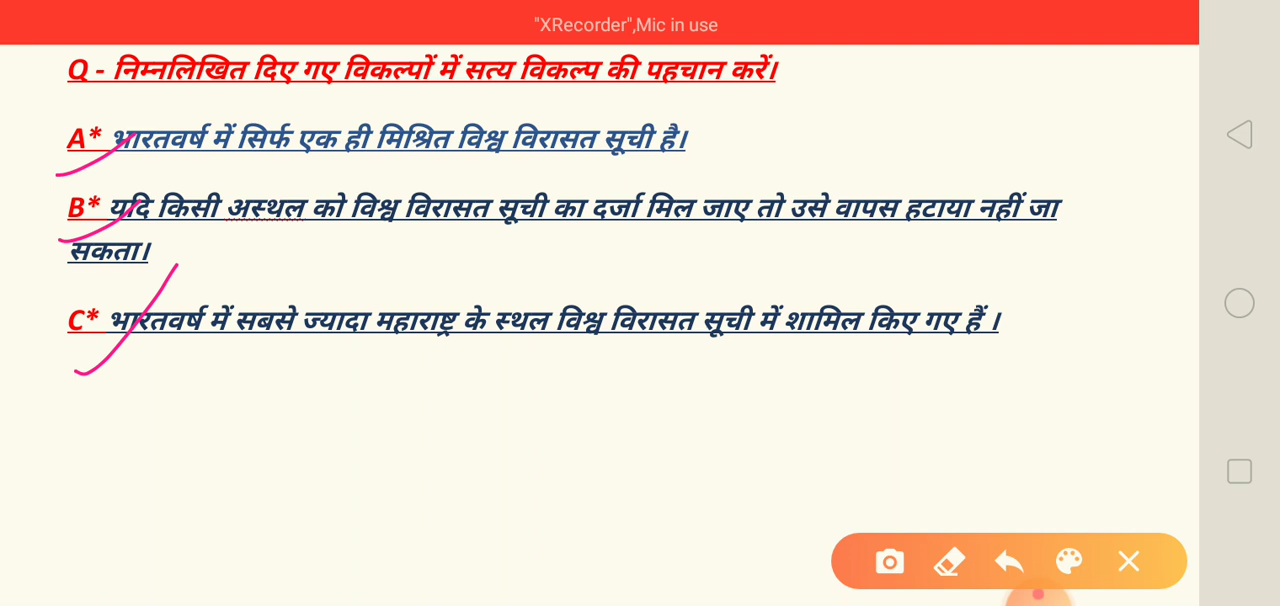 "XRecorder",Mic in use
Q - निम्नलिखित दिए गए विकल्पों में सत्य विकल्प की पहचान करें।
A* भारतवर्ष में सिर्फ एक ही मिश्रित विश्व विरासत सूची है।
B* यदि किसी अस्थल को विश्व विरासत सूची का दर्जा मिल जाए तो उसे वापस हटाया नहीं जा
सकता।
C* भारतवर्ष में सबसे ज्यादा महाराष्ट्र के स्थल विश्व विरासत सूची में शामिल किए गए हैं ।